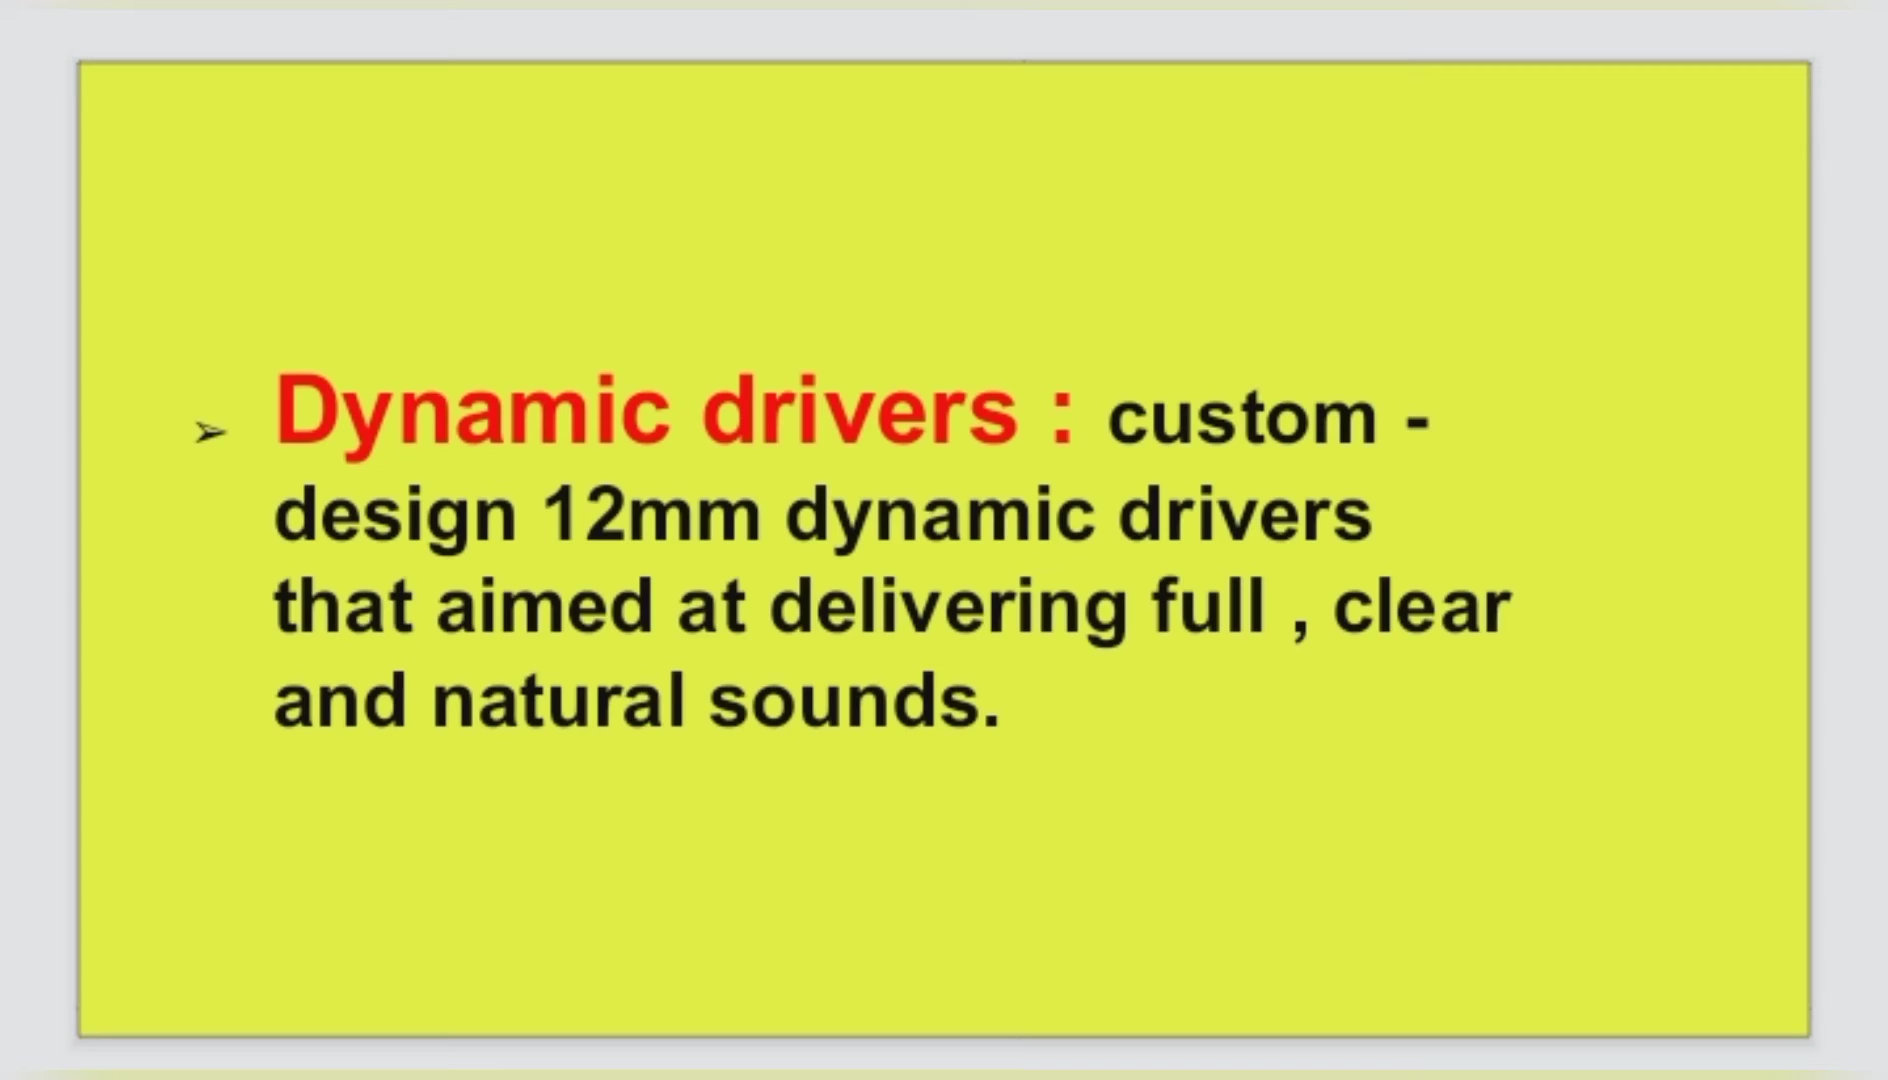 ➢ Dynamic drivers : custom -
design 12mm dynamic drivers
that aimed at delivering full , clear
and natural sounds.